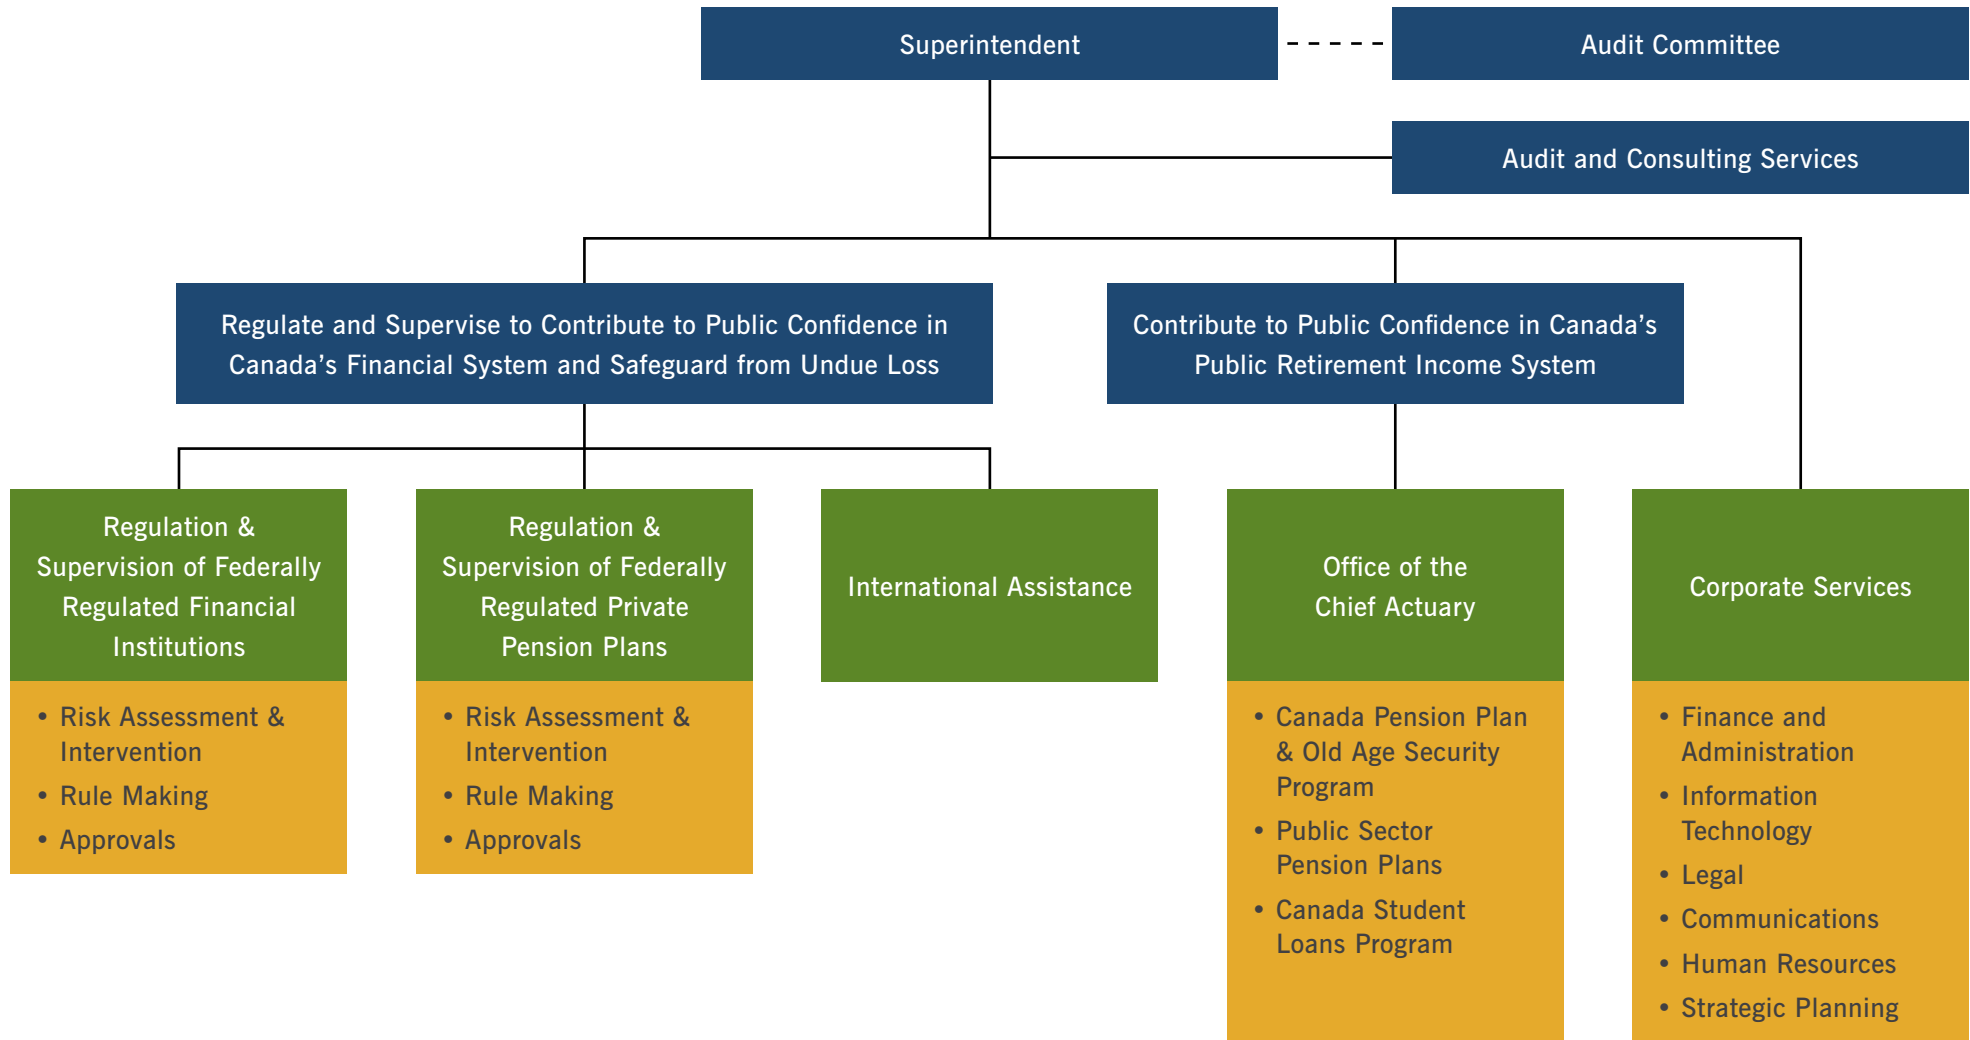 Superintendent
Audit Committee
Audit and Consulting Services
Regulate and Supervise to Contribute to Public Confidence in
Canada’s Financial System and Safeguard from Undue Loss
Contribute to Public Confidence in Canada’s
Public Retirement Income System
Regulation &
Supervision of Federally
Regulated Financial
Institutions
• Risk Assessment &
Intervention
• Rule Making
• Approvals
Regulation &
Supervision of Federally
Regulated Private
Pension Plans
• Risk Assessment &
Intervention
• Rule Making
• Approvals
International Assistance
Office of the
Chief Actuary
• Canada Pension Plan
& Old Age Security
Program
• Public Sector
Pension Plans
• Canada Student
Loans Program
Corporate Services
• Finance and
Administration
• Information
Technology
• Legal
• Communications
• Human Resources
• Strategic Planning